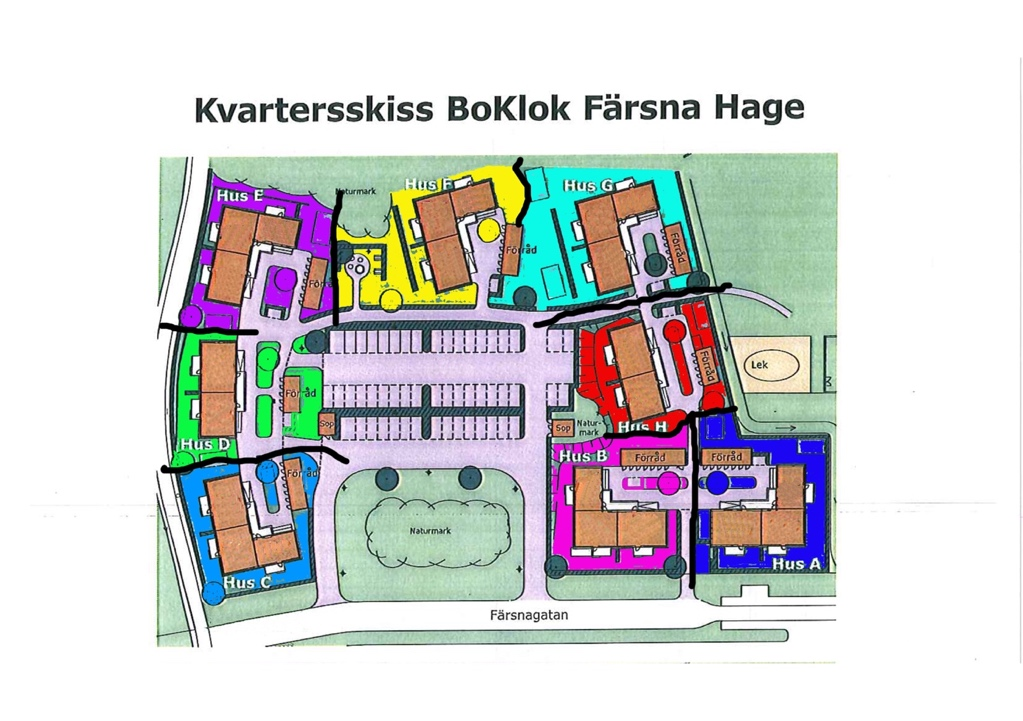 Kvartersskiss BoKlok Färsna Hage
Naturmark
Hus F
Hus G
Hus E
Förråd
Förråd
Förrå
Lek
Förråd
Förråd
Sop
Sop
Natur-
mark
Hus H
Hus D
Hus B
Förråd
Förråd
Förråd
Naturmark
Hus C
Hus A
Färsnagatan